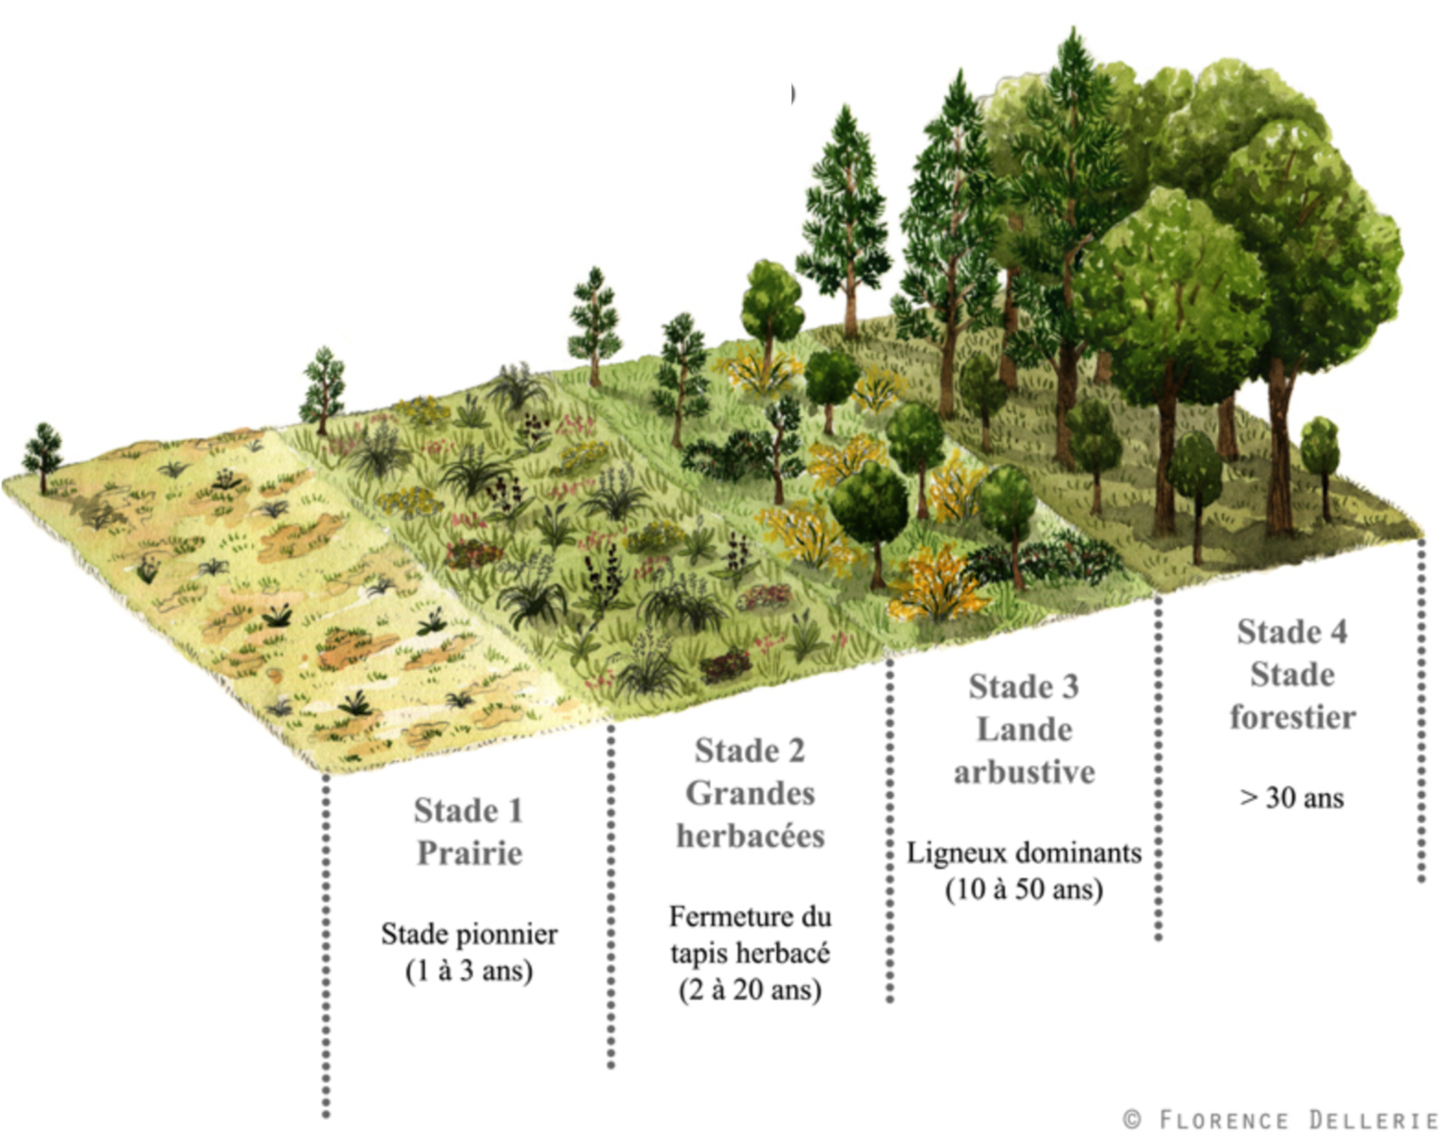 Stade 1
Prairie
Stade pionnier
(1 à 3 ans)
Stade 2
Grandes
herbacées
Fermeture du
tapis herbacé
(2 à 20 ans)
Stade 3
Lande
arbustive
Ligneux dominants
(10 à 50 ans)
Stade 4
Stade
forestier
> 30 ans
© FLORENCE DELLERIE